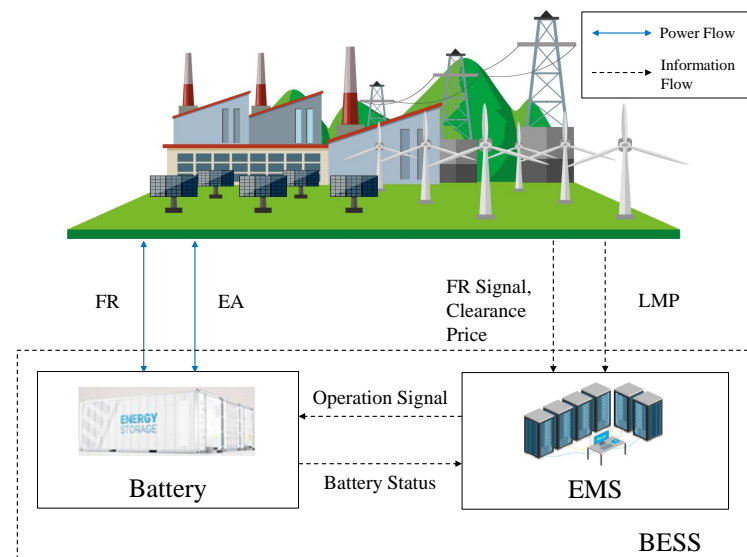 Power Flow
Information
Flow
FR
EA
FR Signal,
Clearance
Price
LMP
ENERGY
STORAGE
Operation Signal
Battery Status
Battery
EMS
BESS